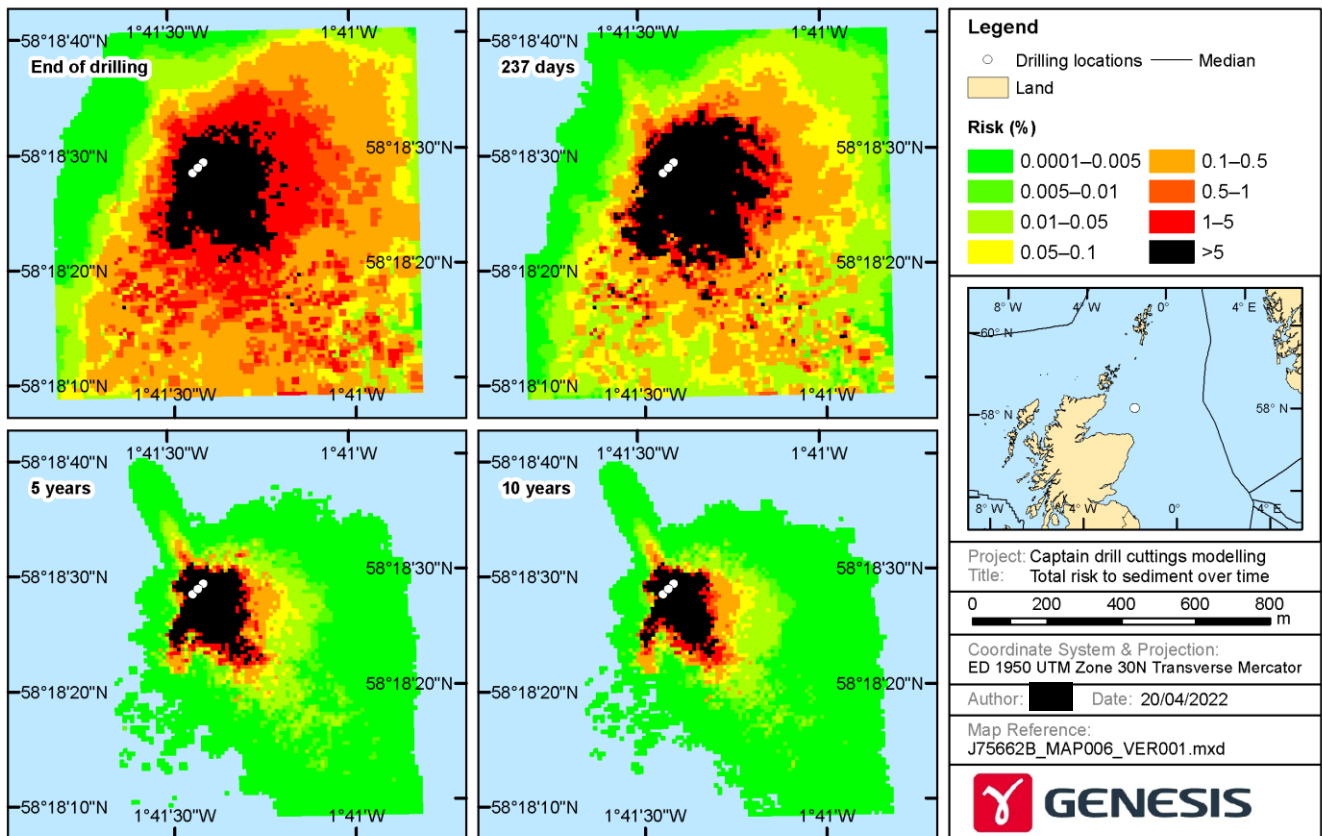 1°41'30"W 1°41'W
58°18'40"N
End of drilling
58°18'30"N
58°18'30"N
58°18'20"N
58°18'20"N
58°18'10"N
1°41'30"W 1°41'W
1°41'30"W 1°41'W
58°18'40"N
237 days
58°18'30"N
58°18'30"N
58°18'20"N
58°18'20"N
58°18'10"N
1°41'30"W 1°41'W
1°41'30"W 1°41'W
58°18'40"N
5 years
58°18'30"N
58°18'30"N
58°18'20"N
58°18'20"N
58°18'10"N
1°41'30"W 1°41'W
1°41'30"W 1°41'W
58°18'40"N
10 years
58°18'30"N
58°18'30"N
58°18'20"N
58°18'20"N
58°18'10"N
1°41'30"W 1°41'W
Legend
Drilling locations Median
Land
Risk (%)
0.0001–0.005 0.1–0.5
0.005–0.01 0.5–1
0.01–0.05 1–5
0.05–0.1 >5
8° W 4° W 0° 4° E
60° N
58° N 58° N
8° W 4° W 0° 4° E
Project: Captain drill cuttings modelling
Title: Total risk to sediment over time
0 200 400 600 800
m
Coordinate System & Projection:
ED 1950 UTM Zone 30N Transverse Mercator
Author: Date: 20/04/2022
Map Reference:
J75662B_MAP006_VER001.mxd
GENESIS